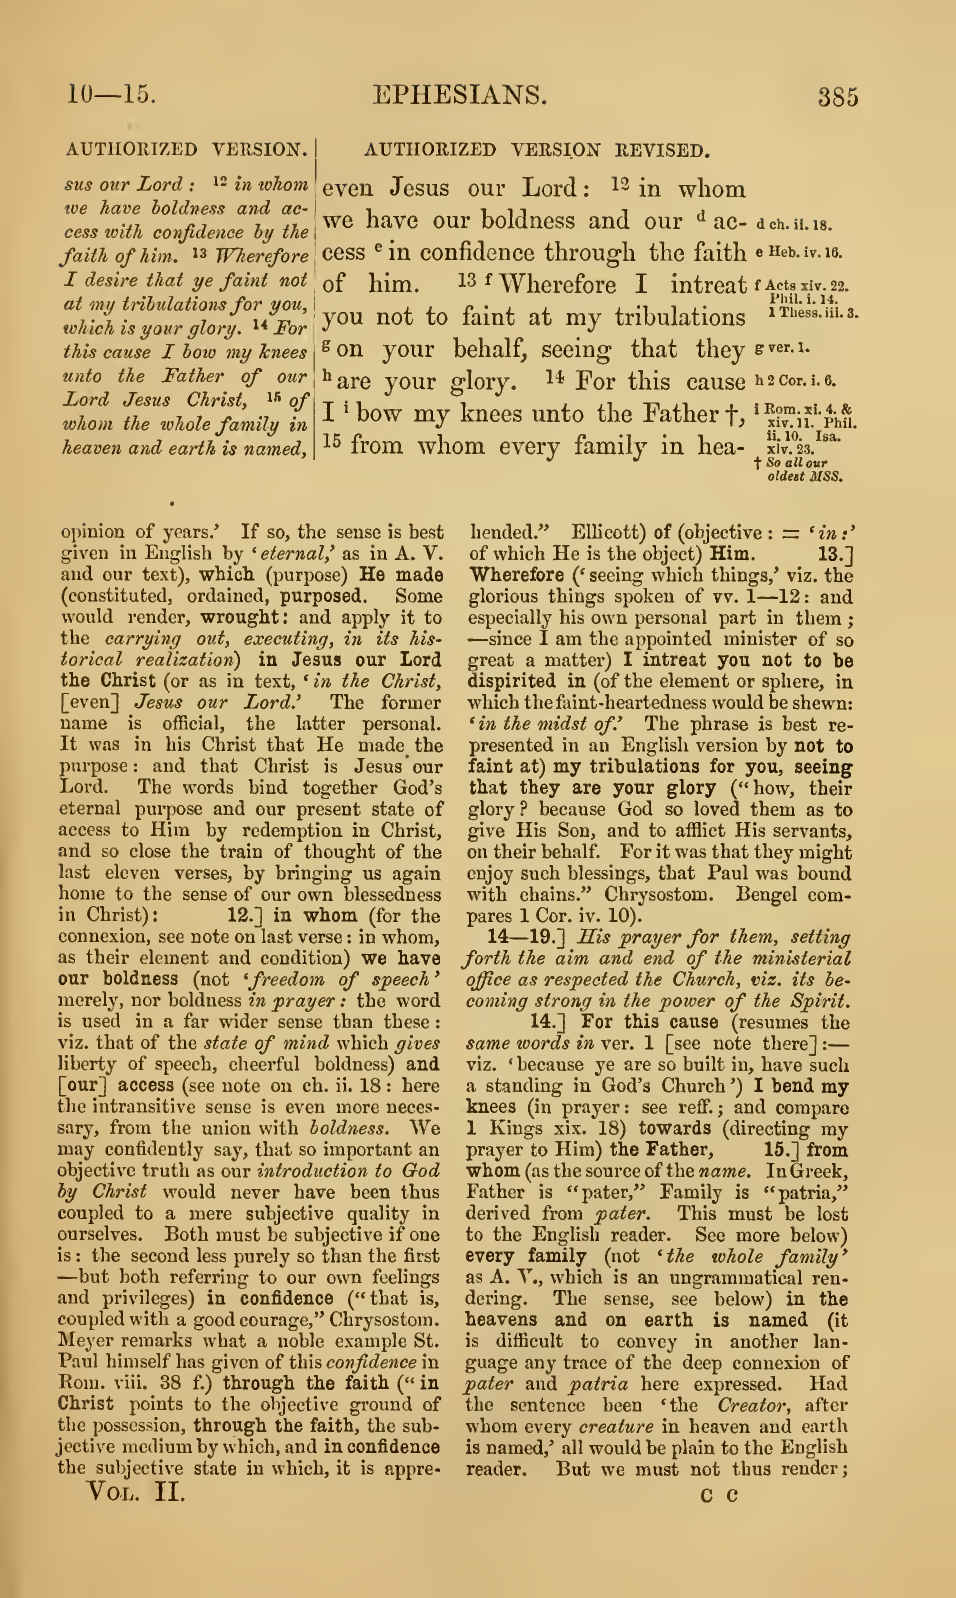 10—15.
EPHESIANS.
385
AUTHORIZED VERSION.
sus our Lord : 12 in whom
we have boldness and ac-
cess with confidence by the
faith of him. 13 Wherefore
I desire that ye faint not
at my tribulations for you,
which is your glory. 14 For
this cause I bow my knees
unto the Father of our
Lord Jesus Christ, 15 of
whom the whole family in
heaven and earth is named,
AUTHORIZED VERSION REVISED.
even Jesus our Lord : 12 in whom
we have our boldness and our d ac-
cess e in confidence through the faith
of him. 13 f Wherefore I intreat
you not to faint at my tribulations
g on your behalf, seeing that they
h are your glory. 14 For this cause
I i bow my knees unto the Father †,
15 from whom every family in hea-
d ch. ii. 18.
e Heb. iv. 16.
f Acts xiv. 22.
Phil. i. 14.
1 Thess. iii. 3.
g ver. 1.
h 2 Cor. i. 6.
i Rom. xi. 4. &
xiv. 11. Phil.
ii. 10. Isa.
xlv. 23.
† So all our
oldest MSS.
opinion of years.’ If so, the sense is best
given in English by ‘eternal,’ as in A. V.
and our text), which (purpose) He made
(constituted, ordained, purposed. Some
would render, wrought: and apply it to
the carrying out, executing, in its his-
torical realization) in Jesus our Lord
the Christ (or as in text, ‘in the Christ,
[even] Jesus our Lord.’ The former
name is official, the latter personal.
It was in his Christ that He made the
purpose: and that Christ is Jesus our
Lord. The words bind together God’s
eternal purpose and our present state of
access to Him by redemption in Christ,
and so close the train of thought of the
last eleven verses, by bringing us again
home to the sense of our own blessedness
in Christ): 12.] in whom (for the
connexion, see note on last verse: in whom,
as their element and condition) we have
our boldness (not ‘freedom of speech’
merely, nor boldness in prayer: the word
is used in a far wider sense than these:
viz. that of the state of mind which gives
liberty of speech, cheerful boldness) and
[our] access (see note on ch. ii. 18: here
the intransitive sense is even more neces-
sary, from the union with boldness. We
may confidently say, that so important an
objective truth as our introduction to God
by Christ would never have been thus
coupled to a mere subjective quality in
ourselves. Both must be subjective if one
is: the second less purely so than the first
—but both referring to our own feelings
and privileges) in confidence (“that is,
coupled with a good courage,” Chrysostom.
Meyer remarks what a noble example St.
Paul himself has given of this confidence in
Rom. viii. 38 f.) through the faith (“in
Christ points to the objective ground of
the possession, through the faith, the sub-
jective medium by which, and in confidence
the subjective state in which, it is appre-
hended.” Ellicott) of (objective : = ‘in:’
of which He is the object) Him. 13.]
Wherefore (‘seeing which things,’ viz. the
glorious things spoken of vv. 1—12: and
especially his own personal part in them;
—since I am the appointed minister of so
great a matter) I intreat you not to be
dispirited in (of the element or sphere, in
which the faint-heartedness would be shewn:
‘in the midst of.’ The phrase is best re-
presented in an English version by not to
faint at) my tribulations for you, seeing
that they are your glory (“how, their
glory? because God so loved them as to
give His Son, and to afflict His servants,
on their behalf. For it was that they might
enjoy such blessings, that Paul was bound
with chains.” Chrysostom. Bengel com-
pares 1 Cor. iv. 10).
14—19.] His prayer for them, setting
forth the aim and end of the ministerial
office as respected the Church, viz. its be-
coming strong in the power of the Spirit.
14.] For this cause (resumes the
same words in ver. 1 [see note there]:—
viz. ‘because ye are so built in, have such
a standing in God’s Church’) I bend my
knees (in prayer: see reff.; and compare
1 Kings xix. 18) towards (directing my
prayer to Him) the Father, 15.] from
whom (as the source of the name. In Greek,
Father is “pater,” Family is “patria,”
derived from pater. This must be lost
to the English reader. See more below)
every family (not ‘the whole family’
as A. V., which is an ungrammatical ren-
dering. The sense, see below) in the
heavens and on earth is named (it
is difficult to convey in another lan-
guage any trace of the deep connexion of
pater and patria here expressed. Had
the sentence been ‘the Creator, after
whom every creature in heaven and earth
is named,’ all would be plain to the English
reader. But we must not thus render;
VOL. II.
C C